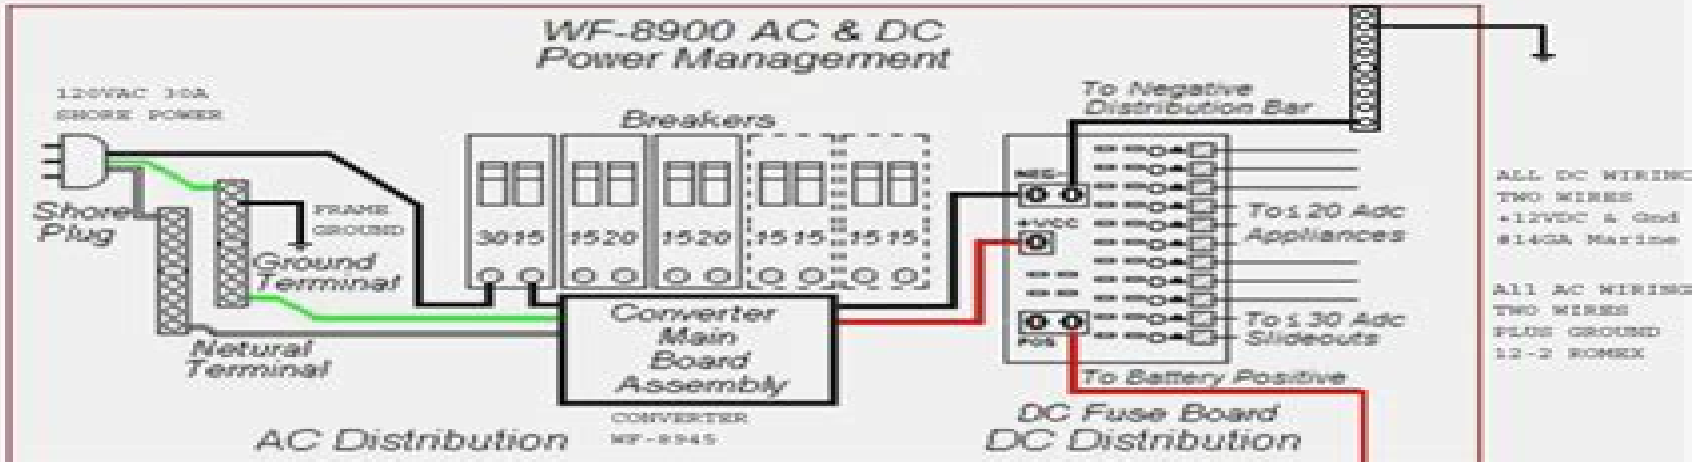 WF-8900 AC & DC
Power Management
120VAC 30A
SHORE POWER
To Negative
Distribution Bar
Breakers
NEG-
ALL DC WIRING
TWO WIRES
+12VDC & Gnd
#14GA Marine
Shore
Plug
FRAME
GROUND
Ground
Terminal
30 15
15 20
15 20
15 15
15 15
+VCC
To ≤ 20 Adc
Appliances
All AC WIRING
TWO WIRES
PLUS GROUND
12-2 ROMEX
Converter
Main
Board
Assembly
To ≤ 30 Adc
Slideouts
POS
Netural
Terminal
To Battery Positive
CONVERTER
WF-8945
DC Fuse Board
AC Distribution
DC Distribution